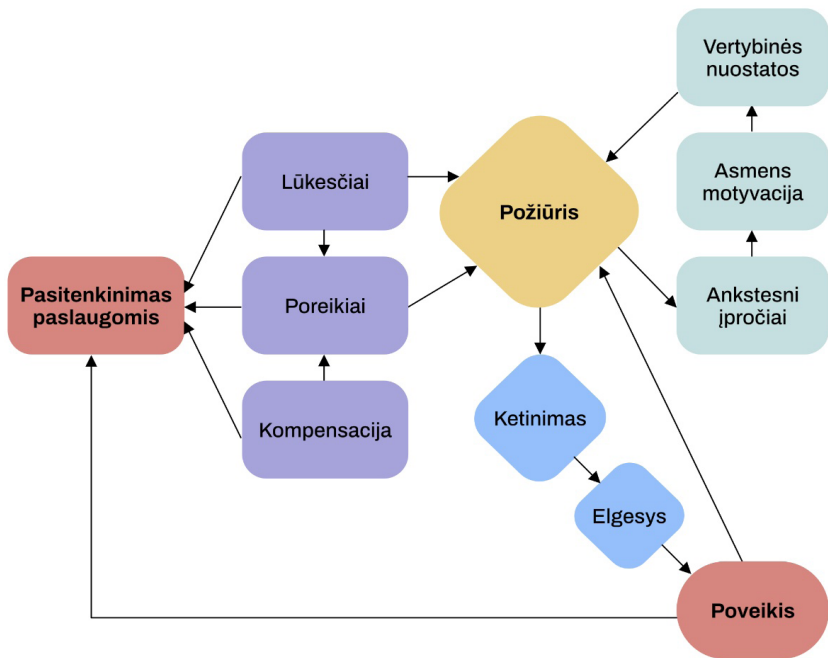 Vertybinės
nuostatos
Lūkesčiai
Asmens
motyvacija
Požiūris
Pasitenkinimas
paslaugomis
Poreikiai
Ankstesni
įpročiai
Kompensacija
Ketinimas
Elgesys
Poveikis